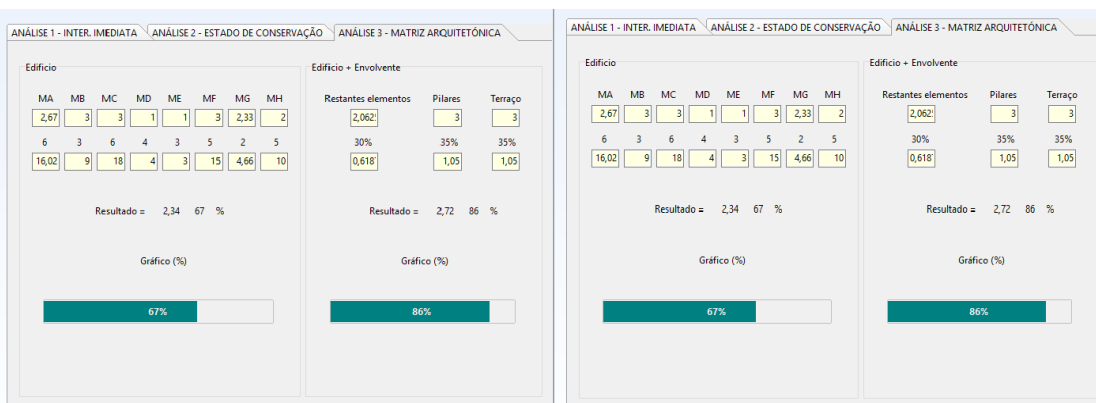 ANÁLISE 1 - INTER. IMEDIATA ANÁLISE 2 - ESTADO DE CONSERVAÇÃO ANÁLISE 3 - MATRIZ ARQUITETÓNICA
Edifício Edifício + Envolvente
MA MB MC MD ME MF MG MH Restantes elementos Pilares Terraço
2,67 3 3 1 1 3 2,33 2 2,062 3 3
6 3 6 4 3 5 2 5 30% 35% 35%
16,02 9 18 4 3 15 4,66 10 0,618 1,05 1,05
Resultado = 2,34 67 % Resultado = 2,72 86 %
Gráfico (%) Gráfico (%)
67% 86%
ANÁLISE 1 - INTER. IMEDIATA ANÁLISE 2 - ESTADO DE CONSERVAÇÃO ANÁLISE 3 - MATRIZ ARQUITETÓNICA
Edifício Edifício + Envolvente
MA MB MC MD ME MF MG MH Restantes elementos Pilares Terraço
2,67 3 3 1 1 3 2,33 2 2,062 3 3
6 3 6 4 3 5 2 5 30% 35% 35%
16,02 9 18 4 3 15 4,66 10 0,618 1,05 1,05
Resultado = 2,34 67 % Resultado = 2,72 86 %
Gráfico (%) Gráfico (%)
67% 86%